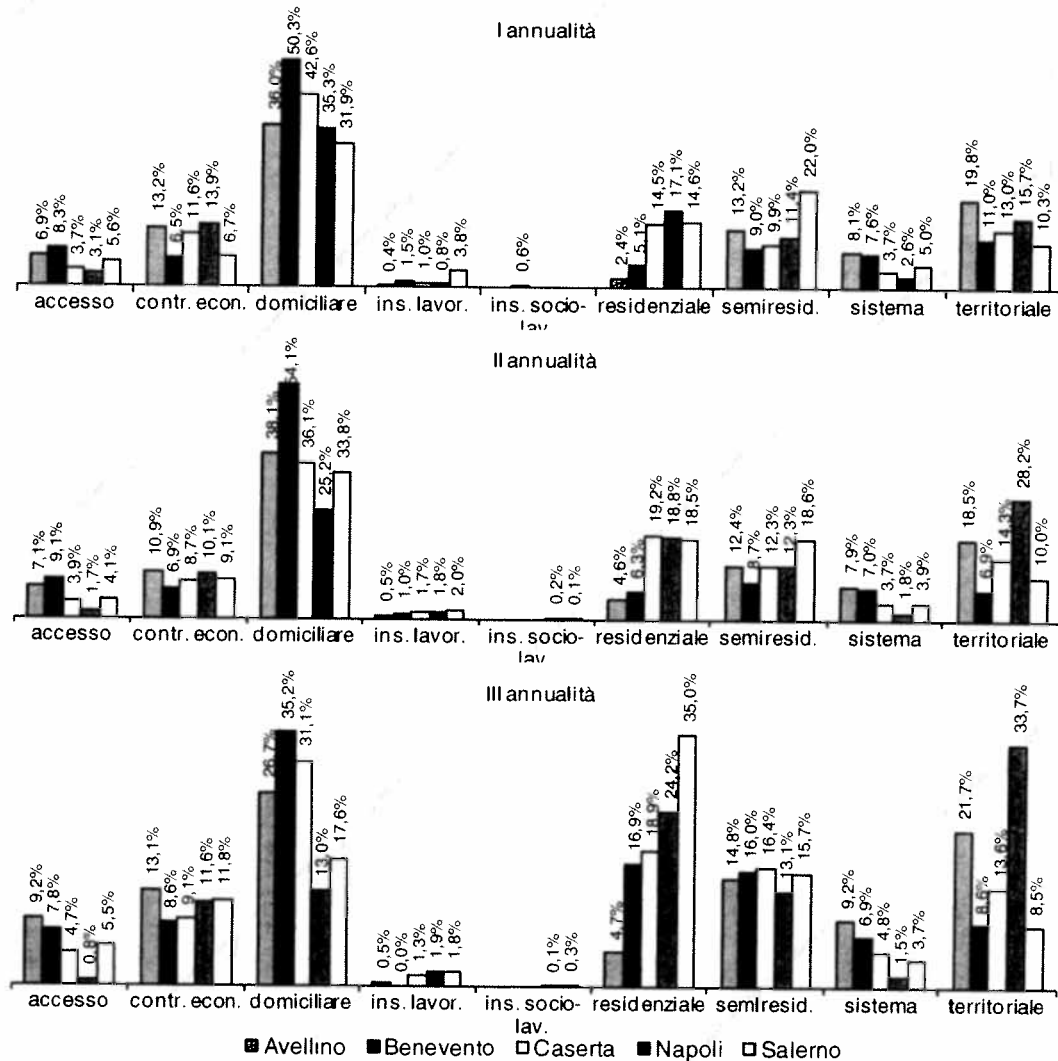 I annualità
6,9% 8,3% 3,7% 3,1% 5,6%
13,2% 6,5% 11,6% 13,9% 6,7%
36,0% 50,3% 42,6% 35,3% 31,9%
0,4% 1,5% 1,0% 0,8% 3,8%
0,6%
2,4% 5,1% 14,5% 17,1% 14,6%
13,2% 9,0% 9,9% 11,4% 22,0%
8,1% 7,6% 3,7% 2,6% 5,0%
19,8% 11,0% 13,0% 15,7% 10,3%
accesso contr. econ. domiciliare ins. lavor. ins. socio- residenziale semiresid. sistema territoriale
lav.
II annualità
7,1% 9,1% 3,9% 1,7% 4,1%
10,9% 6,9% 8,7% 10,1% 9,1%
38,1% 54,1% 36,1% 25,2% 33,8%
0,5% 1,0% 1,7% 1,8% 2,0%
0,2% 0,1%
4,6% 6,3% 19,2% 18,8% 18,5%
12,4% 8,7% 12,3% 12,3% 18,6%
7,9% 7,0% 3,7% 1,8% 3,9%
18,5% 6,9% 14,3% 28,2% 10,0%
accesso contr. econ. domiciliare ins. lavor. ins. socio- residenziale semiresid. sistema territoriale
lav.
III annualità
9,2% 7,8% 4,7% 0,8% 5,5%
13,1% 8,6% 9,1% 11,6% 11,8%
26,7% 35,2% 31,1% 13,0% 17,6%
0,5% 0,0% 1,3% 1,9% 1,8%
0,1% 0,3%
4,7% 16,9% 18,9% 24,2% 35,0%
14,8% 16,0% 16,4% 13,1% 15,7%
9,2% 6,9% 4,8% 1,5% 3,7%
21,7% 8,6% 13,6% 33,7% 8,5%
accesso contr. econ. domiciliare ins. lavor. ins. socio- residenziale semiresid. sistema territoriale
lav.
Avellino Benevento Caserta Napoli Salerno